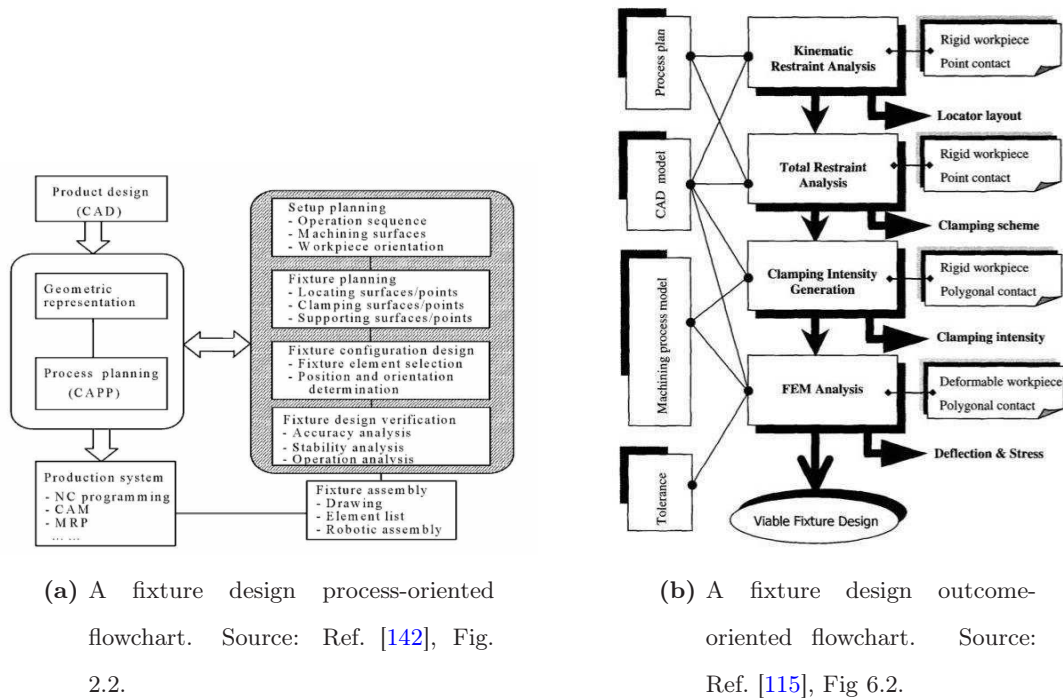 Product design
(CAD)
Geometric
representation
Process planning
(CAPP)
Production system
- NC programming
- CAM
- MRP
... ...
Setup planning
- Operation sequence
- Machining surfaces
- Workpiece orientation
Fixture planning
- Locating surfaces/points
- Clamping surfaces/points
- Supporting surfaces/points
Fixture configuration design
- Fixture element selection
- Position and orientation
determination
Fixture design verification
- Accuracy analysis
- Stability analysis
- Operation analysis
Fixture assembly
- Drawing
- Element list
- Robotic assembly
(a) A fixture design process-oriented
flowchart. Source: Ref. [142], Fig.
2.2.
Process plan
CAD model
Machining process model
Tolerance
Kinematic
Restraint Analysis
Rigid workpiece
Point contact
Locator layout
Total Restraint
Analysis
Rigid workpiece
Point contact
Clamping scheme
Clamping Intensity
Generation
Rigid workpiece
Polygonal contact
Clamping intensity
FEM Analysis
Deformable workpiece
Polygonal contact
Deflection & Stress
Viable Fixture Design
(b) A fixture design outcome-
oriented flowchart. Source:
Ref. [115], Fig 6.2.